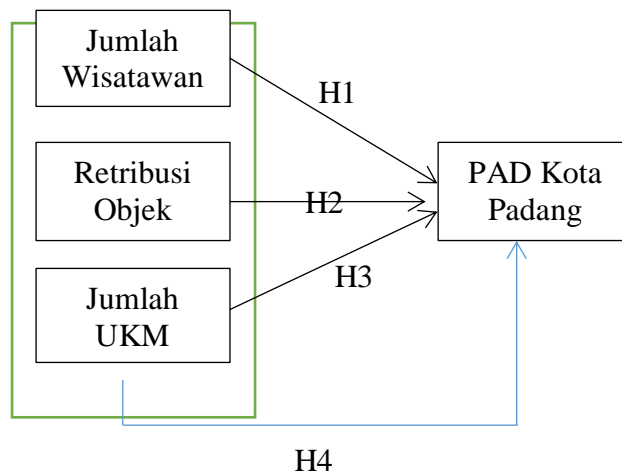 Jumlah
Wisatawan
H1
Retribusi
Objek
H2
PAD Kota
Padang
H3
Jumlah
UKM
H4